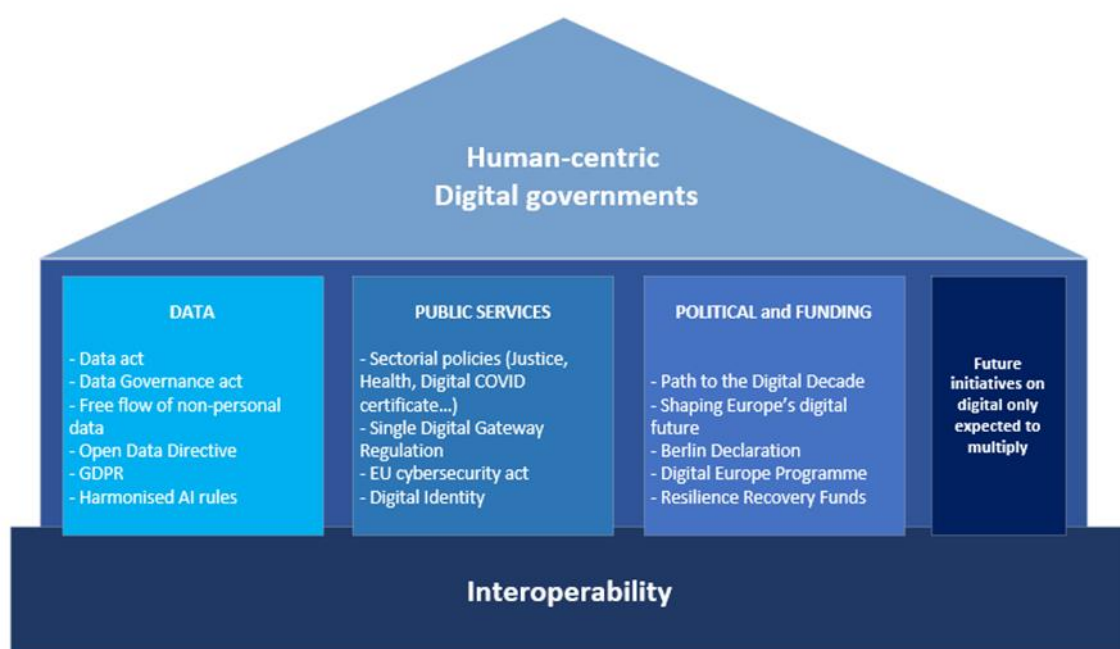 Human-centric
Digital governments
DATA
- Data act
- Data Governance act
- Free flow of non-personal
data
- Open Data Directive
- GDPR
- Harmonised AI rules
PUBLIC SERVICES
- Sectorial policies (Justice,
Health, Digital COVID
certificate...)
- Single Digital Gateway
Regulation
- EU cybersecurity act
- Digital Identity
POLITICAL and FUNDING
- Path to the Digital Decade
- Shaping Europe's digital
future
- Berlin Declaration
- Digital Europe Programme
- Resilience Recovery Funds
Future
initiatives on
digital only
expected to
multiply
Interoperability